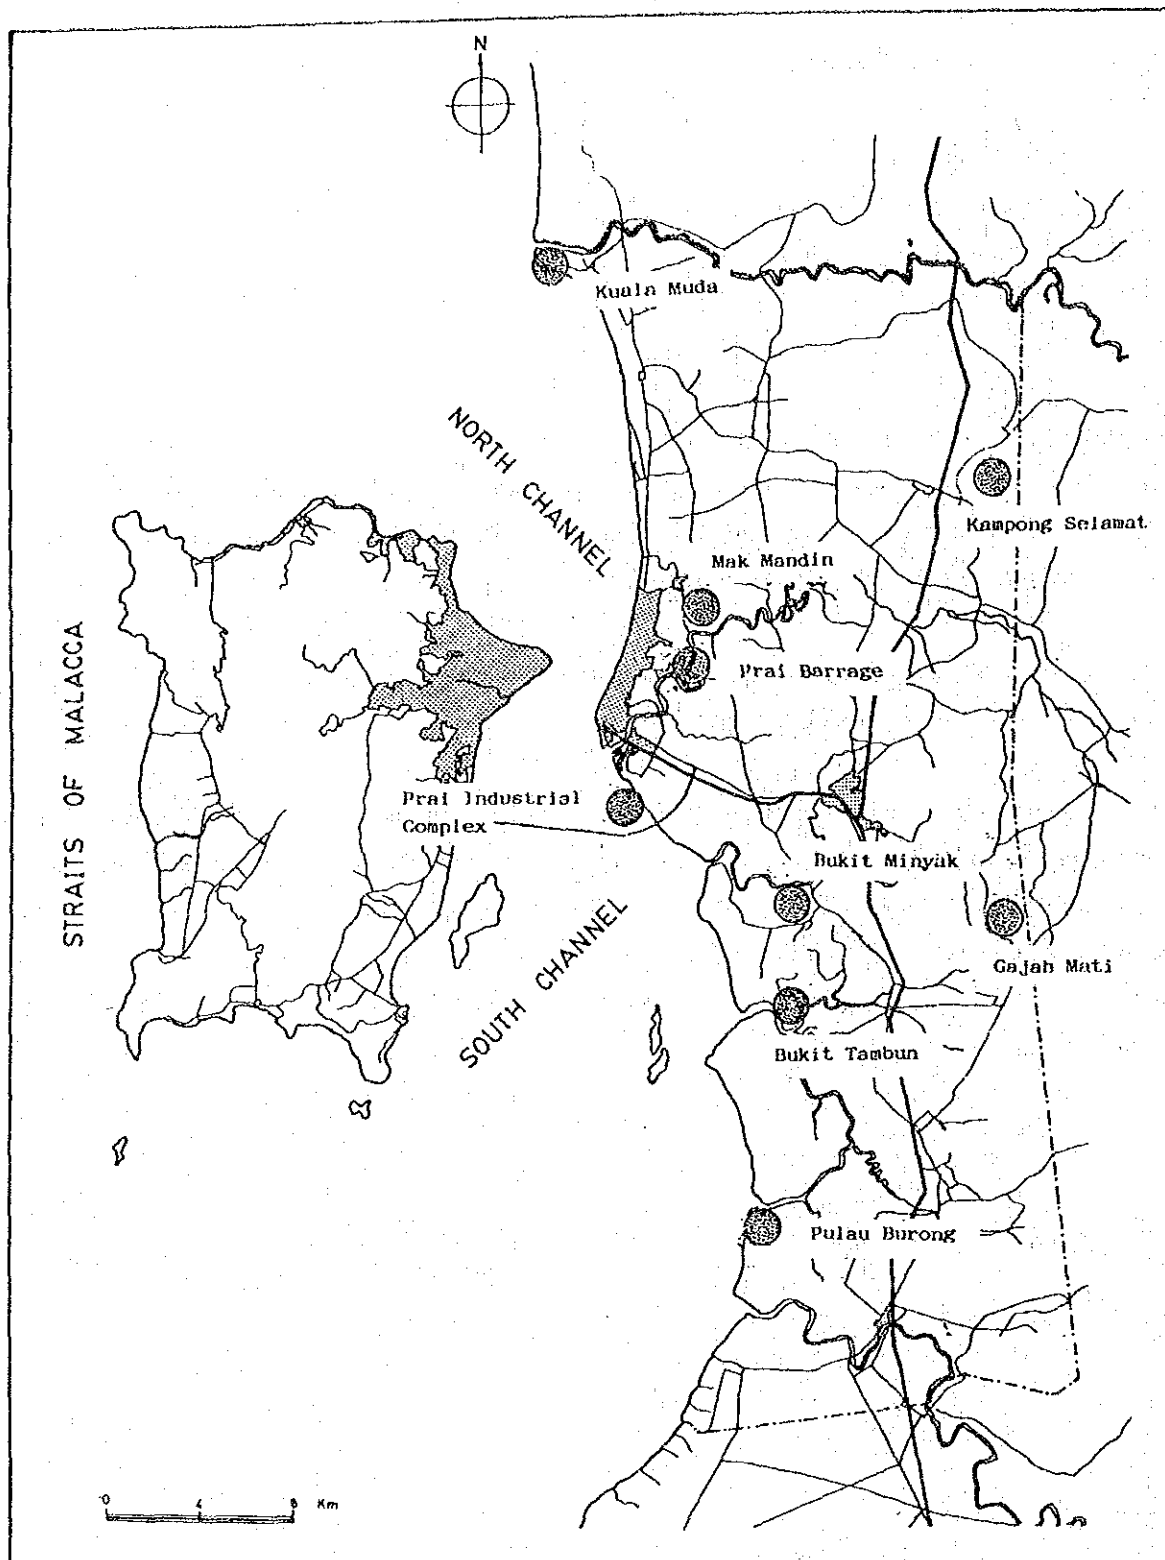 N
Kuala Muda
NORTH CHANNEL
Kampong Selamat
Mak Mandin
Prai Barrage
STRAITS OF MALACCA
Prai Industrial
Complex
Bukit Minyak
SOUTH CHANNEL
Gajah Mati
Bukit Tambun
Pulau Burong
0 4 8 Km